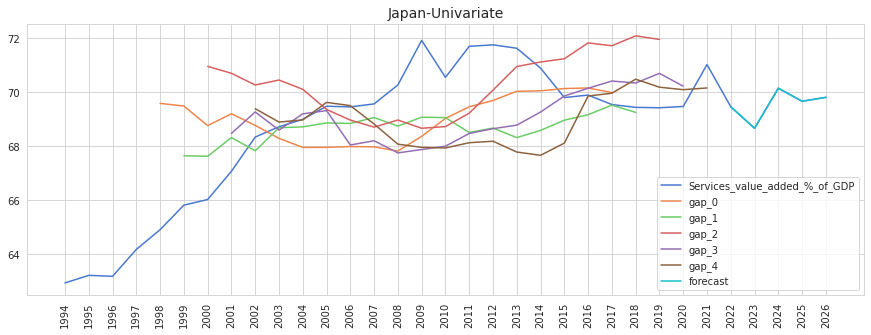 Japan-Univariate
72
70
68
66
64
Services_value_added_%_of_GDP
gap_0
gap_1
gap_2
gap_3
gap_4
forecast
1994 1995 1996 1997 1998 1999 2000 2001 2002 2003 2004 2005 2006 2007 2008 2009 2010 2011 2012 2013 2014 2015 2016 2017 2018 2019 2020 2021 2022 2023 2024 2025 2026